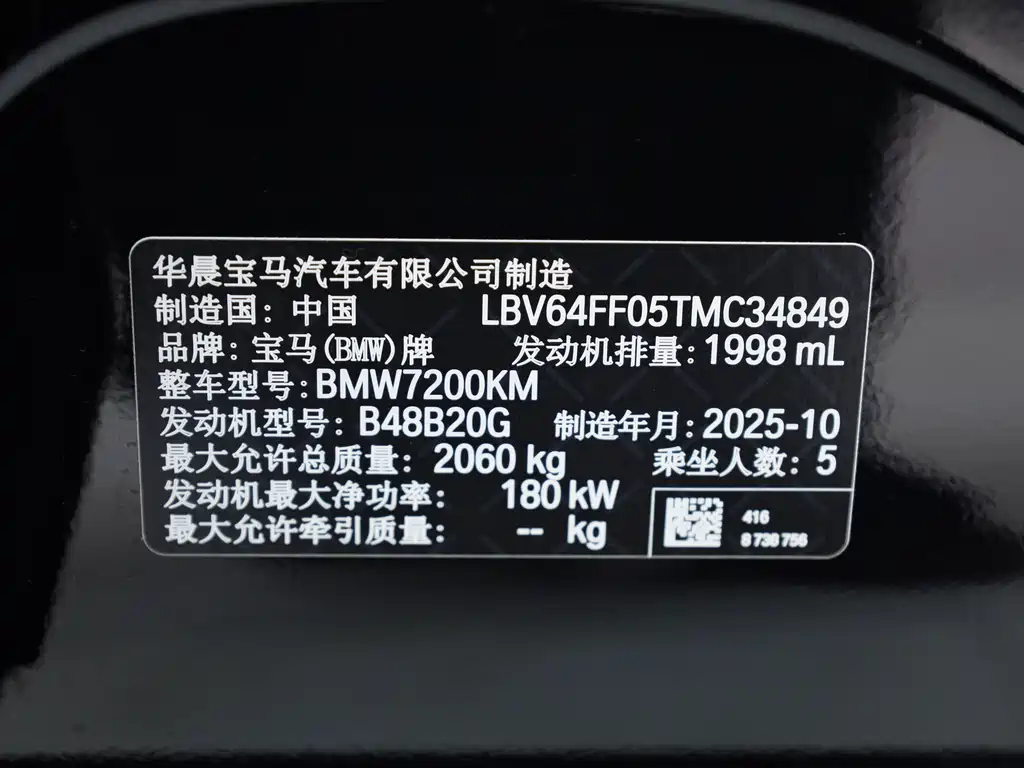 华晨宝马汽车有限公司制造
制造国：中国 LBV64FF05TMC34849
品牌：宝马(BMW)牌 发动机排量：1998 mL
整车型号：BMW7200KM
发动机型号：B48B20G 制造年月：2025-10
最大允许总质量：2060 kg 乘坐人数：5
发动机最大净功率：180 kW
最大允许牵引质量：-- kg
416
8 738 756